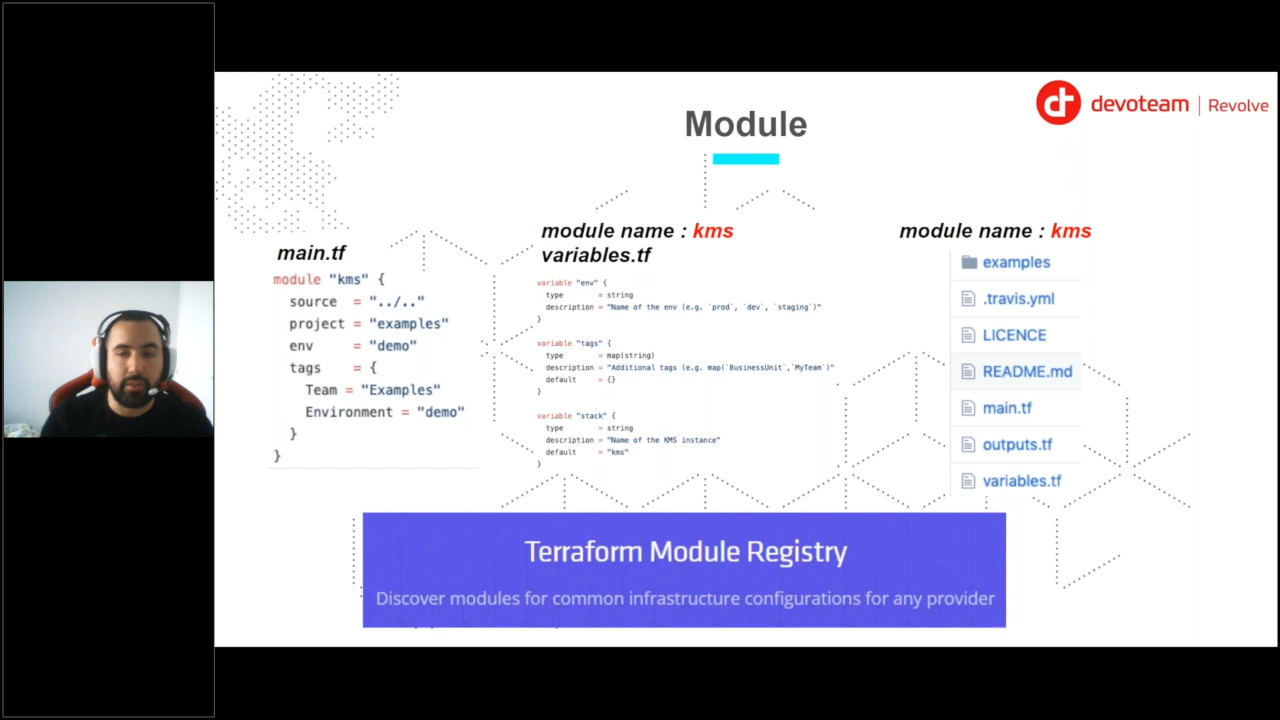 Module
devoteam | Revolve
main.tf
module "kms" {
source = "../.."
project = "examples"
env = "demo"
tags = {
Team = "Examples"
Environment = "demo"
}
}
module name : kms
variables.tf
variable "env" {
type = string
description = "Name of the env (e.g. `prod`, `dev`, `staging`)"
}
variable "tags" {
type = map(string)
description = "Additional tags (e.g. map(`BusinessUnit`,`MyTeam`)"
default = {}
}
variable "stack" {
type = string
description = "Name of the KMS instance"
default = "kms"
}
module name : kms
examples
.travis.yml
LICENCE
README.md
main.tf
outputs.tf
variables.tf
Terraform Module Registry
Discover modules for common infrastructure configurations for any provider